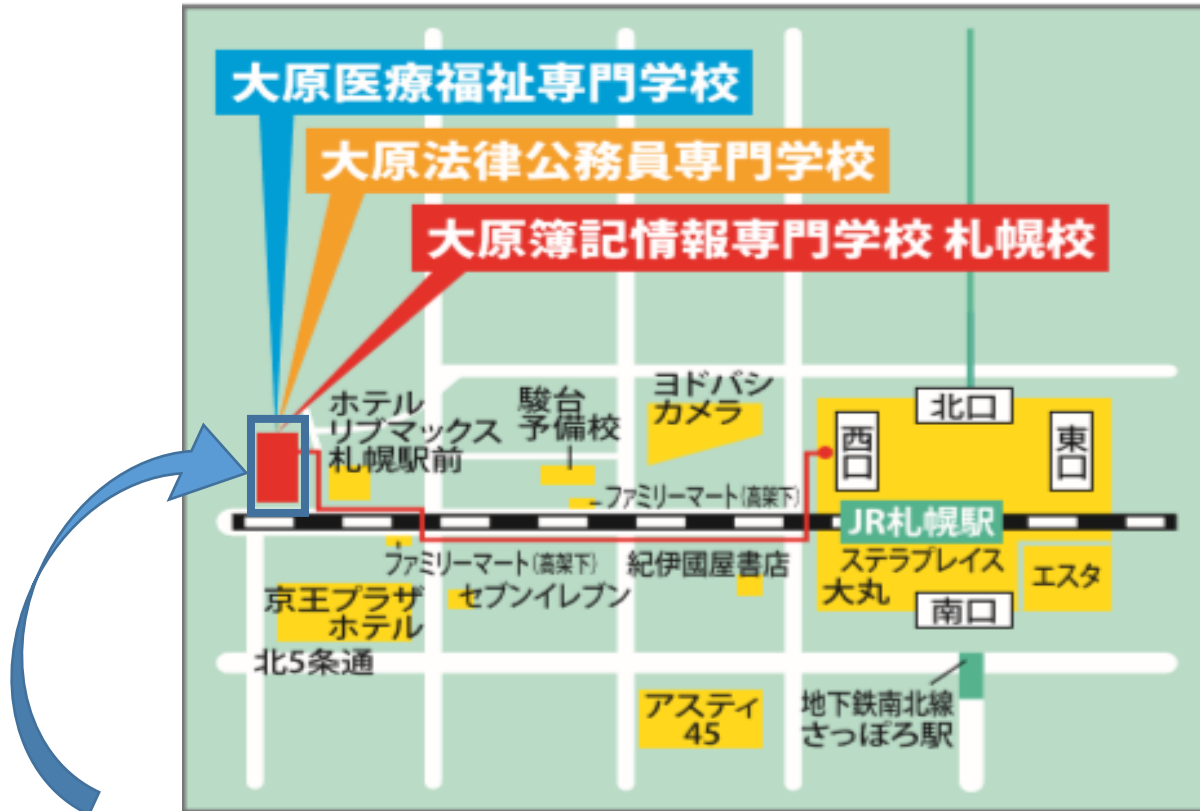 大原医療福祉専門学校
大原法律公務員専門学校
大原簿記情報専門学校 札幌校
ホテル
リブマックス
札幌駅前
駿台
予備校
ヨドバシ
カメラ
北口
西口
東口
ファミリーマート(高架下)
JR札幌駅
ファミリーマート(高架下)
紀伊國屋書店
ステラプレイス
大丸
エスタ
京王プラザ
ホテル
セブンイレブン
南口
北5条通
アスティ
45
地下鉄南北線
さっぽろ駅